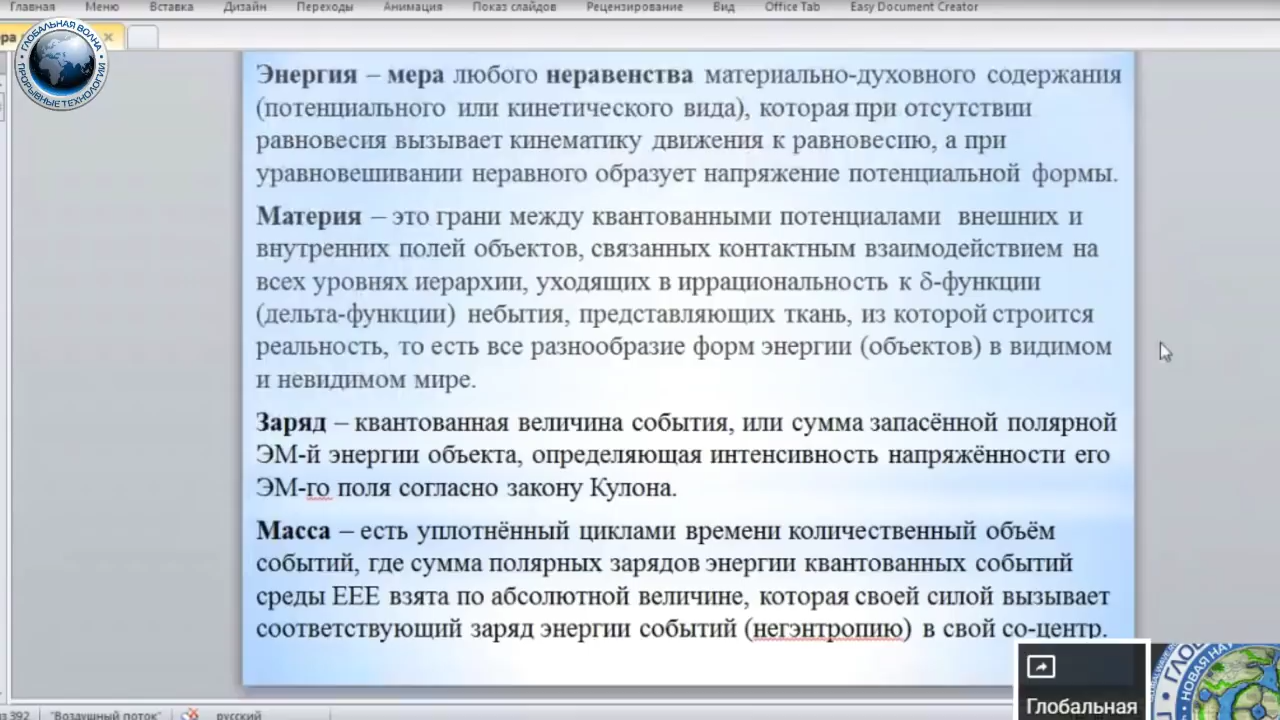 Главная Меню Вставка Дизайн Переходы Анимация Показ слайдов Рецензирование Вид Office Tab Easy Document Creator
ГЛОБАЛЬНАЯ ВОЛНА
ПРОРЫВНЫЕ ТЕХНОЛОГИИ
Энергия – мера любого неравенства материально-духовного содержания
(потенциального или кинетического вида), которая при отсутствии
равновесия вызывает кинематику движения к равновесию, а при
уравновешивании неравного образует напряжение потенциальной формы.
Материя – это грани между квантованными потенциалами внешних и
внутренних полей объектов, связанных контактным взаимодействием на
всех уровнях иерархии, уходящих в иррациональность к δ-функции
(дельта-функции) небытия, представляющих ткань, из которой строится
реальность, то есть все разнообразие форм энергии (объектов) в видимом
и невидимом мире.
Заряд – квантованная величина события, или сумма запасённой полярной
ЭМ-й энергии объекта, определяющая интенсивность напряжённости его
ЭМ-го поля согласно закону Кулона.
Масса – есть уплотнённый циклами времени количественный объём
событий, где сумма полярных зарядов энергии квантованных событий
среды ЕЕЕ взята по абсолютной величине, которая своей силой вызывает
соответствующий заряд энергии событий (негэнтропию) в свой со-центр.
Глобальная
из 392 "Воздушный поток" русский